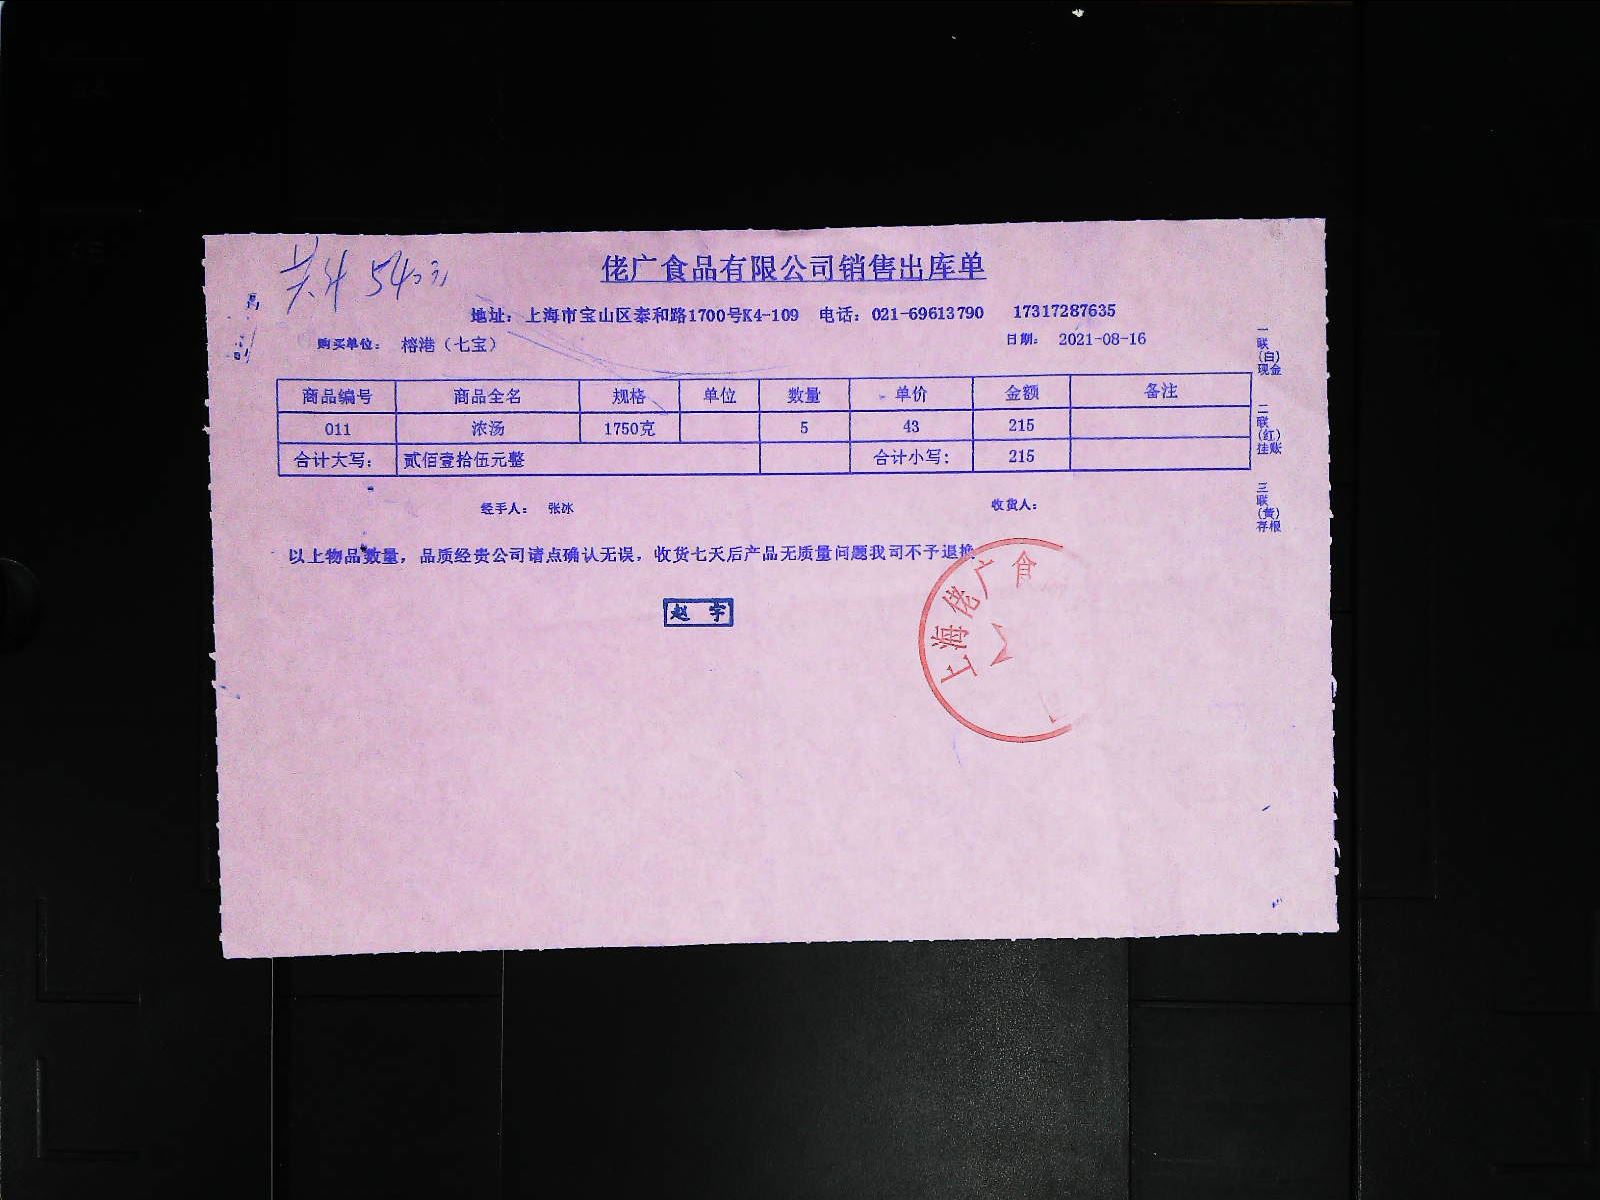 佬广食品有限公司销售出库单
地址：上海市宝山区泰和路1700号K4-109 电话：021-69613790 17317287635
购买单位： 榕港（七宝） 日期： 2021-08-16
商品编号 商品全名 规格 单位 数量 单价 金额 备注
011 浓汤 1750克 5 43 215
合计大写： 贰佰壹拾伍元整 合计小写： 215
经手人： 张冰 收货人：
以上物品数量，品质经贵公司请点确认无误，收货七天后产品无质量问题我司不予退换
赵 宇
上海佬广食
一联（白）现金
二联（红）挂账
三联（黄）存根